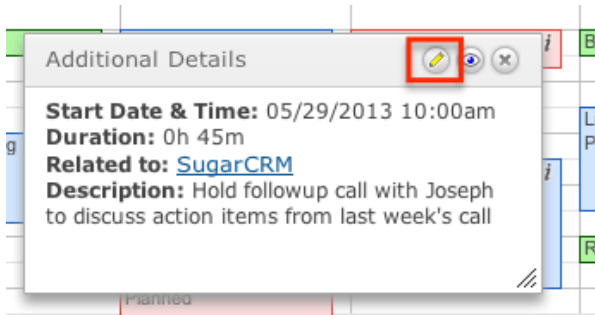 Additional Details
i
B
Start Date & Time: 05/29/2013 10:00am
Duration: 0h 45m
Related to: SugarCRM
Description: Hold followup call with Joseph
to discuss action items from last week's call
g
L
P
i
R
Planned